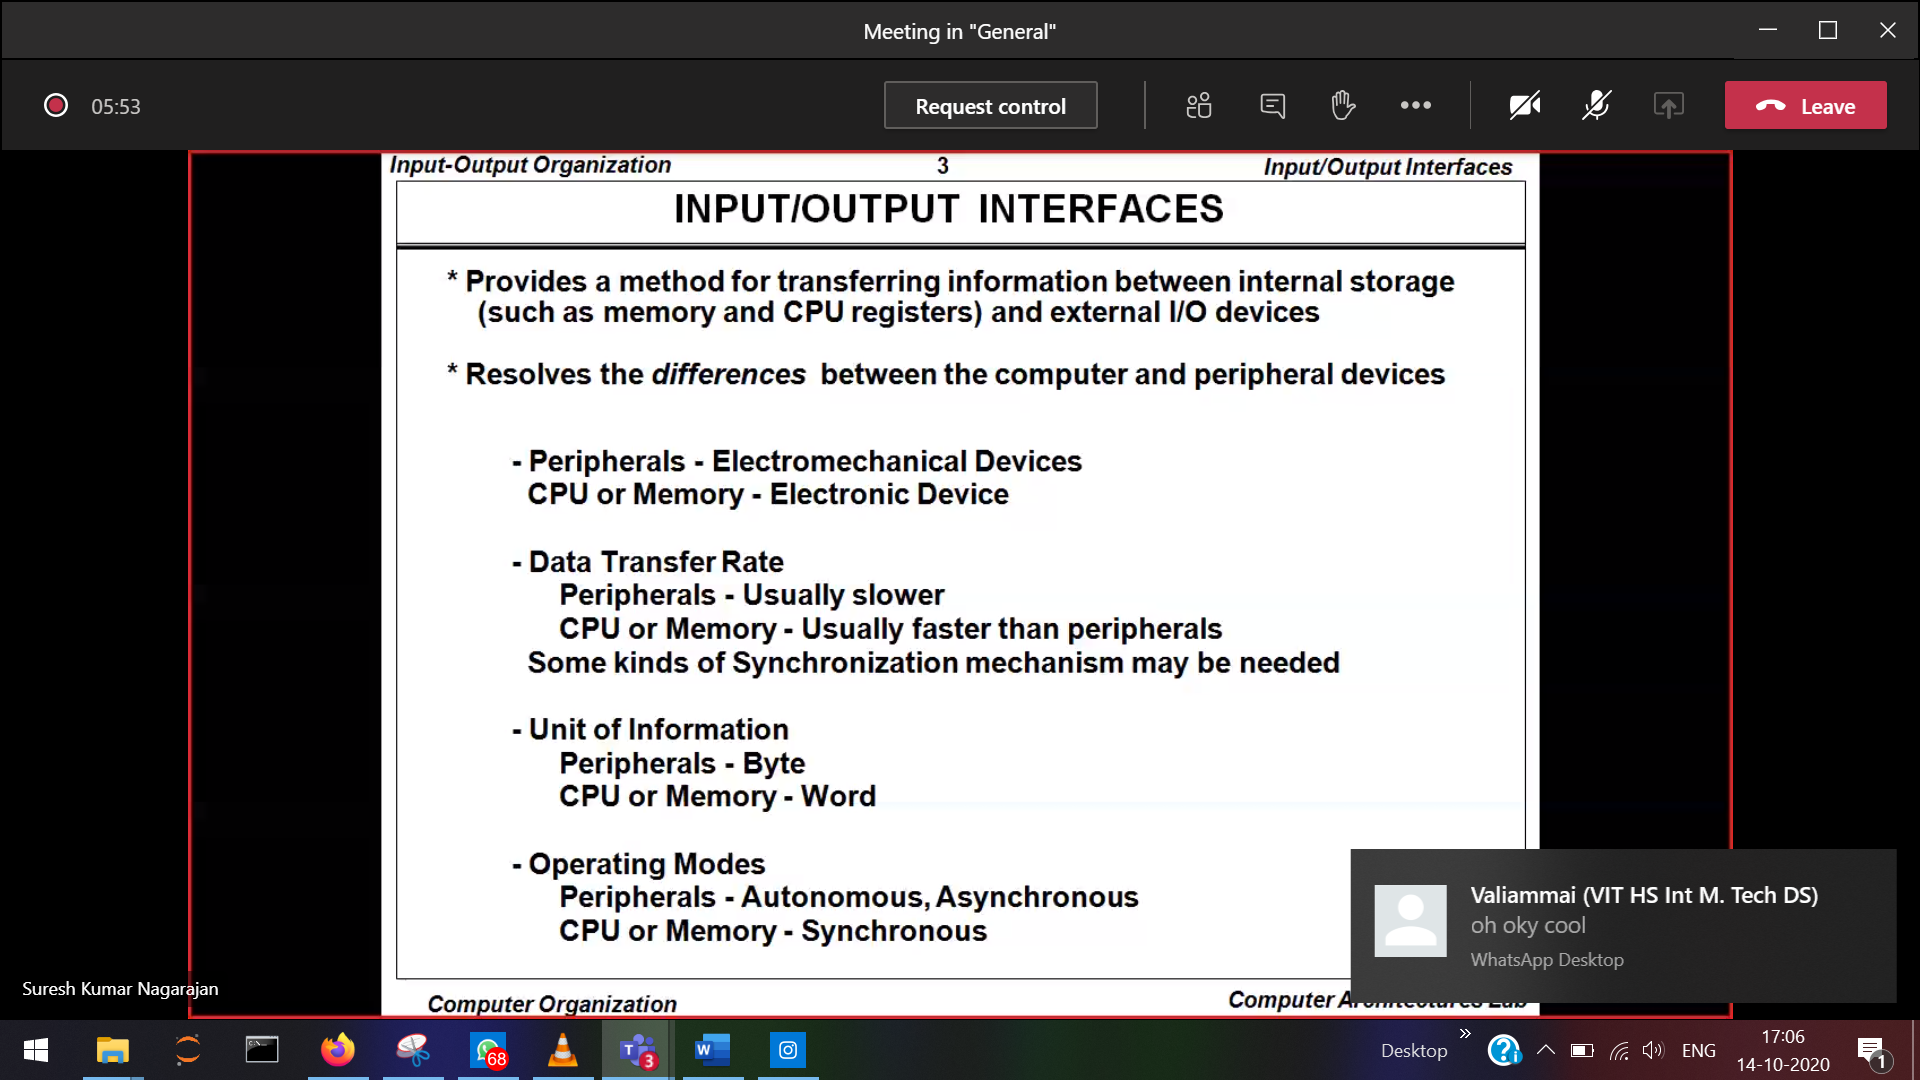 Meeting in "General"
05:53
Request control
Leave
Input-Output Organization 3 Input/Output Interfaces
INPUT/OUTPUT INTERFACES
* Provides a method for transferring information between internal storage
(such as memory and CPU registers) and external I/O devices
* Resolves the differences between the computer and peripheral devices
- Peripherals - Electromechanical Devices
CPU or Memory - Electronic Device
- Data Transfer Rate
Peripherals - Usually slower
CPU or Memory - Usually faster than peripherals
Some kinds of Synchronization mechanism may be needed
- Unit of Information
Peripherals - Byte
CPU or Memory - Word
- Operating Modes
Peripherals - Autonomous, Asynchronous
CPU or Memory - Synchronous
Valiammai (VIT HS Int M. Tech DS)
oh oky cool
WhatsApp Desktop
Suresh Kumar Nagarajan
Computer Organization Computer Architectures Lab
68
3
Desktop
ENG
17:06
14-10-2020
1